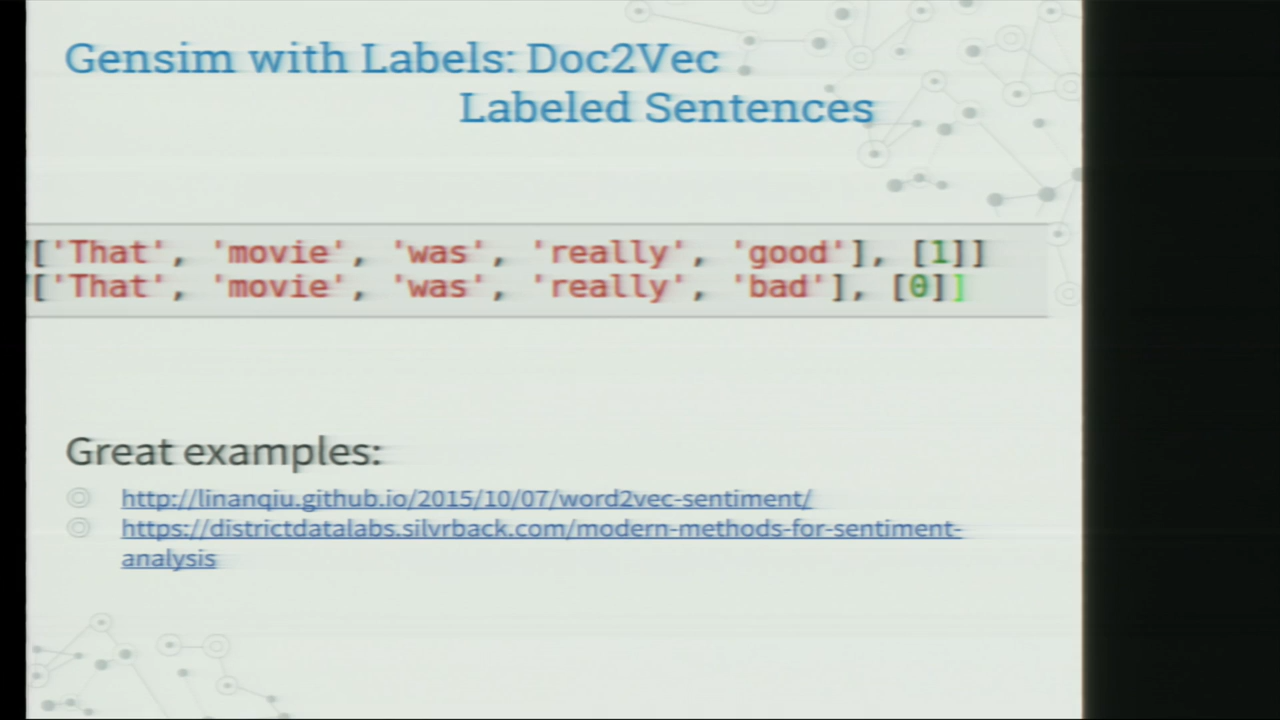 Gensim with Labels: Doc2Vec
Labeled Sentences
[['That', 'movie', 'was', 'really', 'good'], [1]]
[['That', 'movie', 'was', 'really', 'bad'], [0]]
Great examples:
http://linanqiu.github.io/2015/10/07/word2vec-sentiment/
https://districtdatalabs.silvrback.com/modern-methods-for-sentiment-
analysis